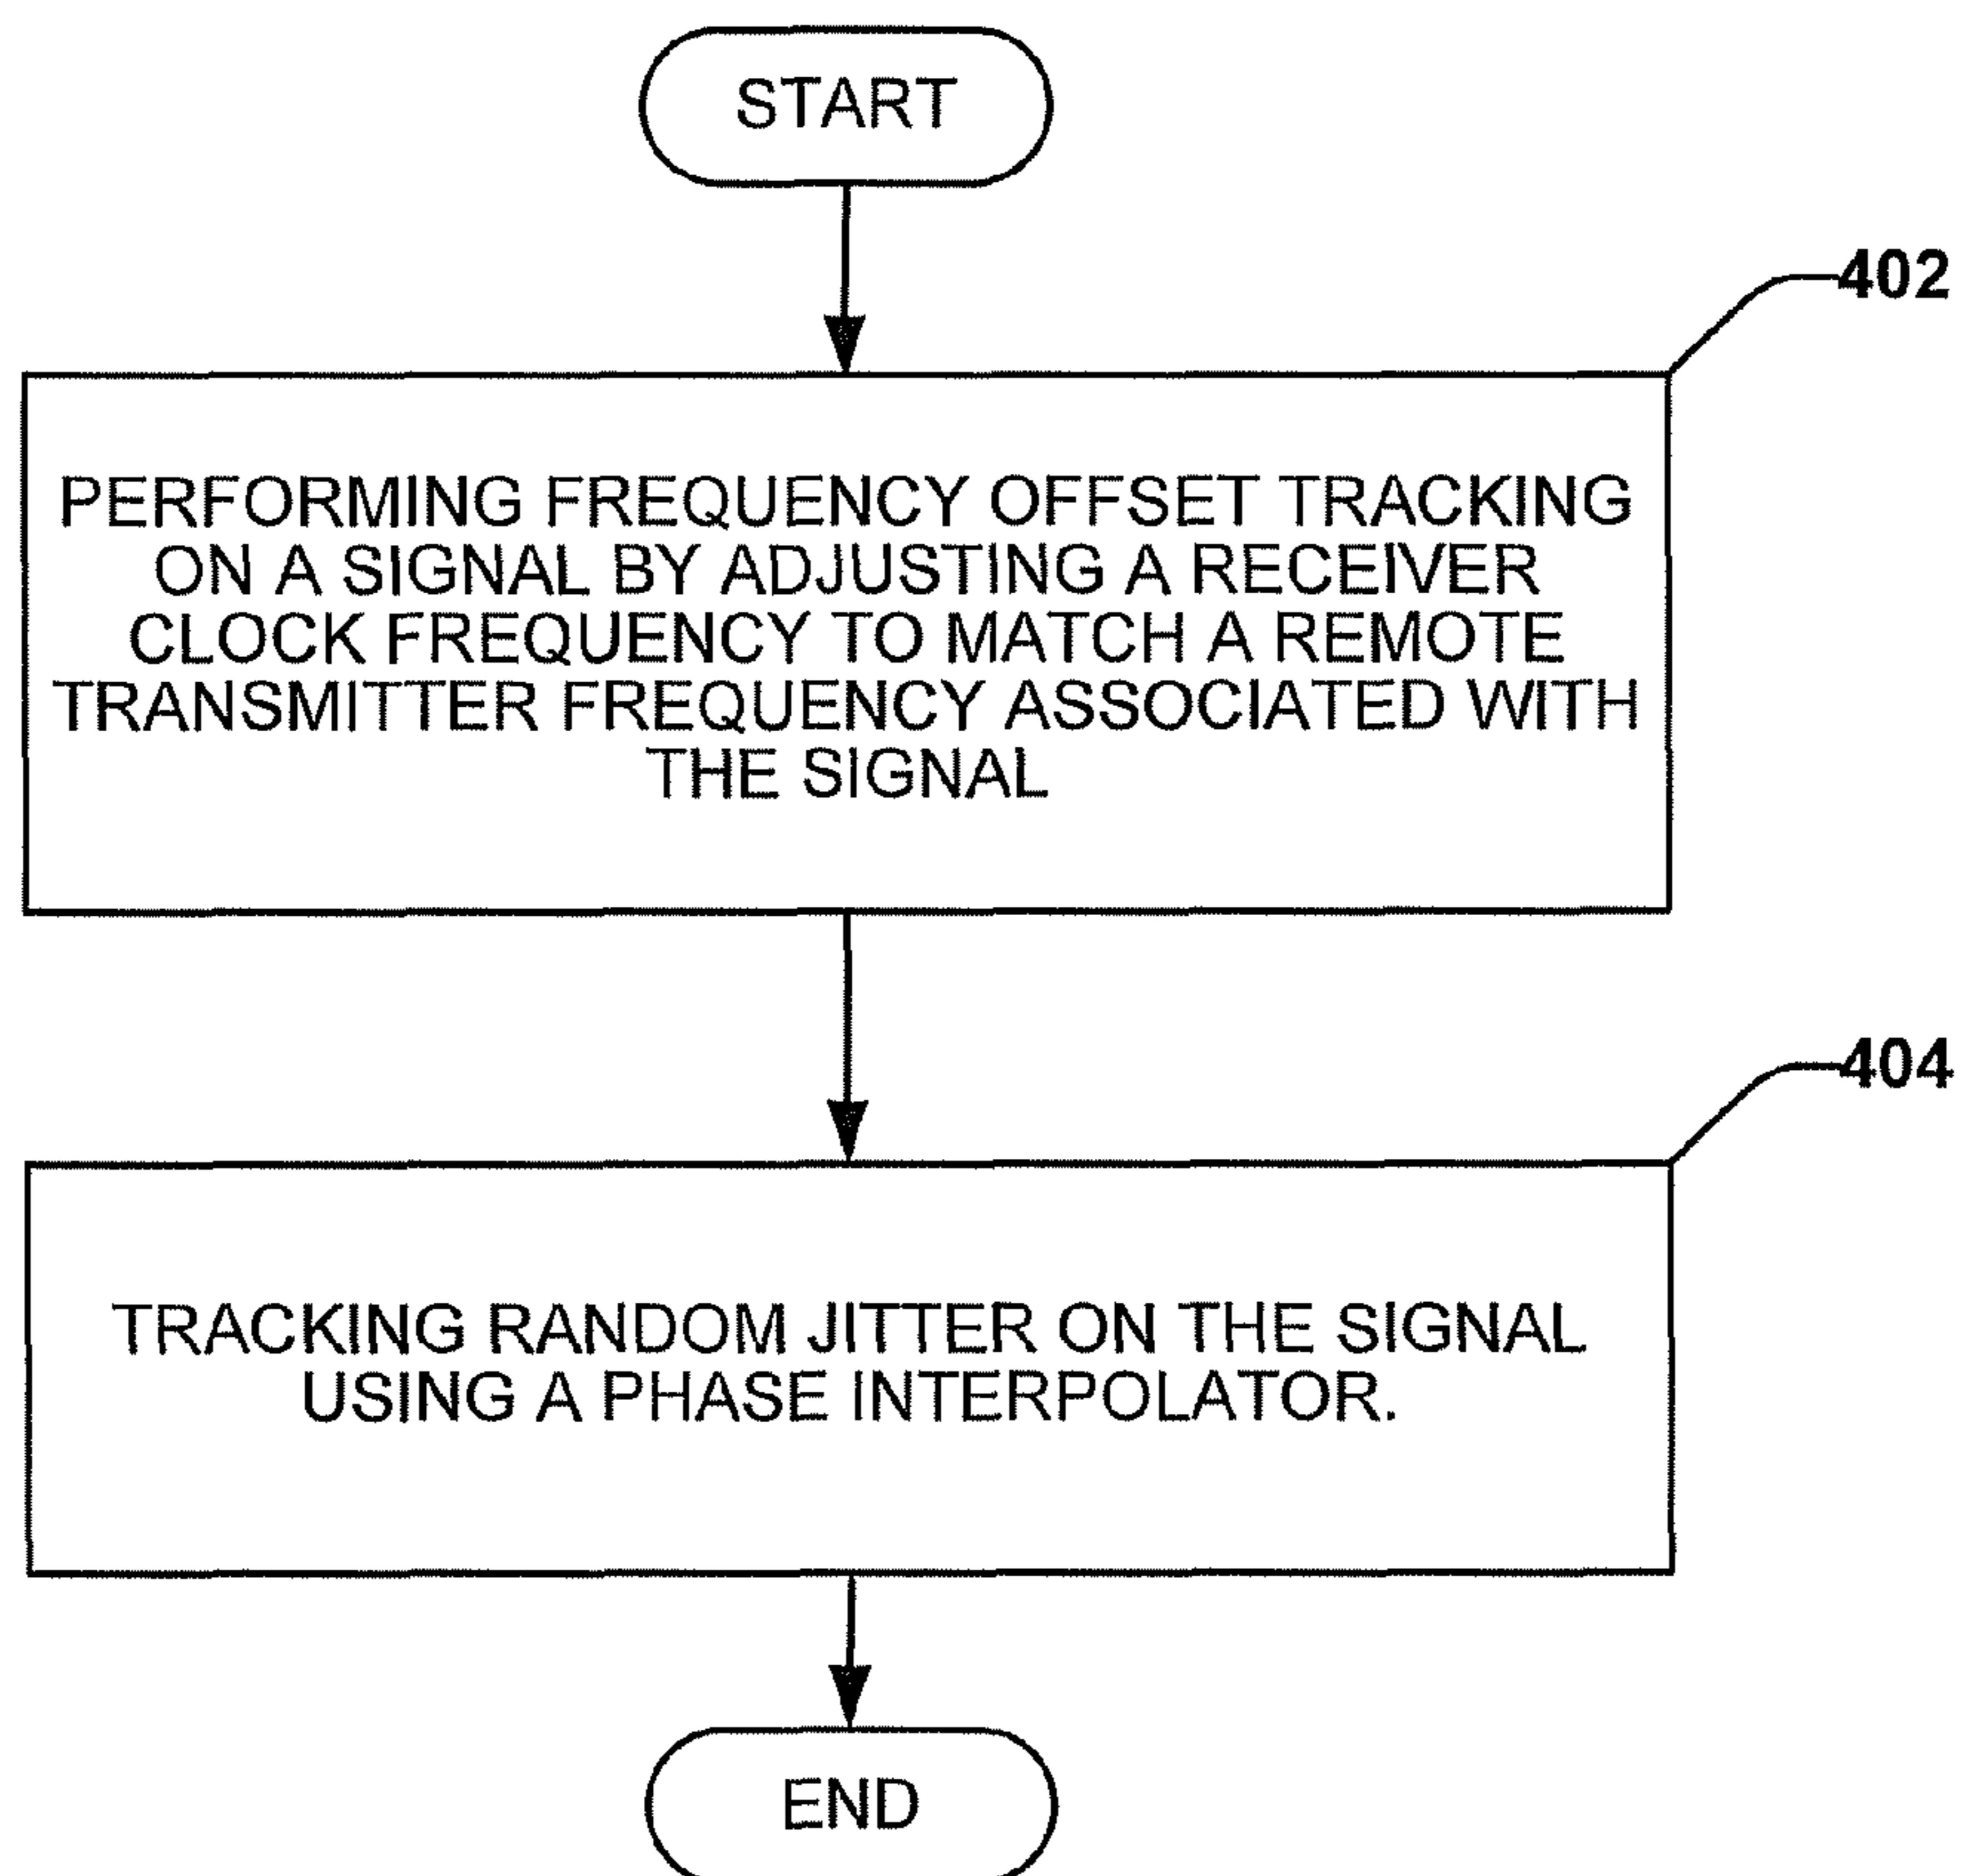 START
402
PERFORMING FREQUENCY OFFSET TRACKING
ON A SIGNAL BY ADJUSTING A RECEIVER
CLOCK FREQUENCY TO MATCH A REMOTE
TRANSMITTER FREQUENCY ASSOCIATED WITH
THE SIGNAL
404
TRACKING RANDOM JITTER ON THE SIGNAL
USING A PHASE INTERPOLATOR.
END